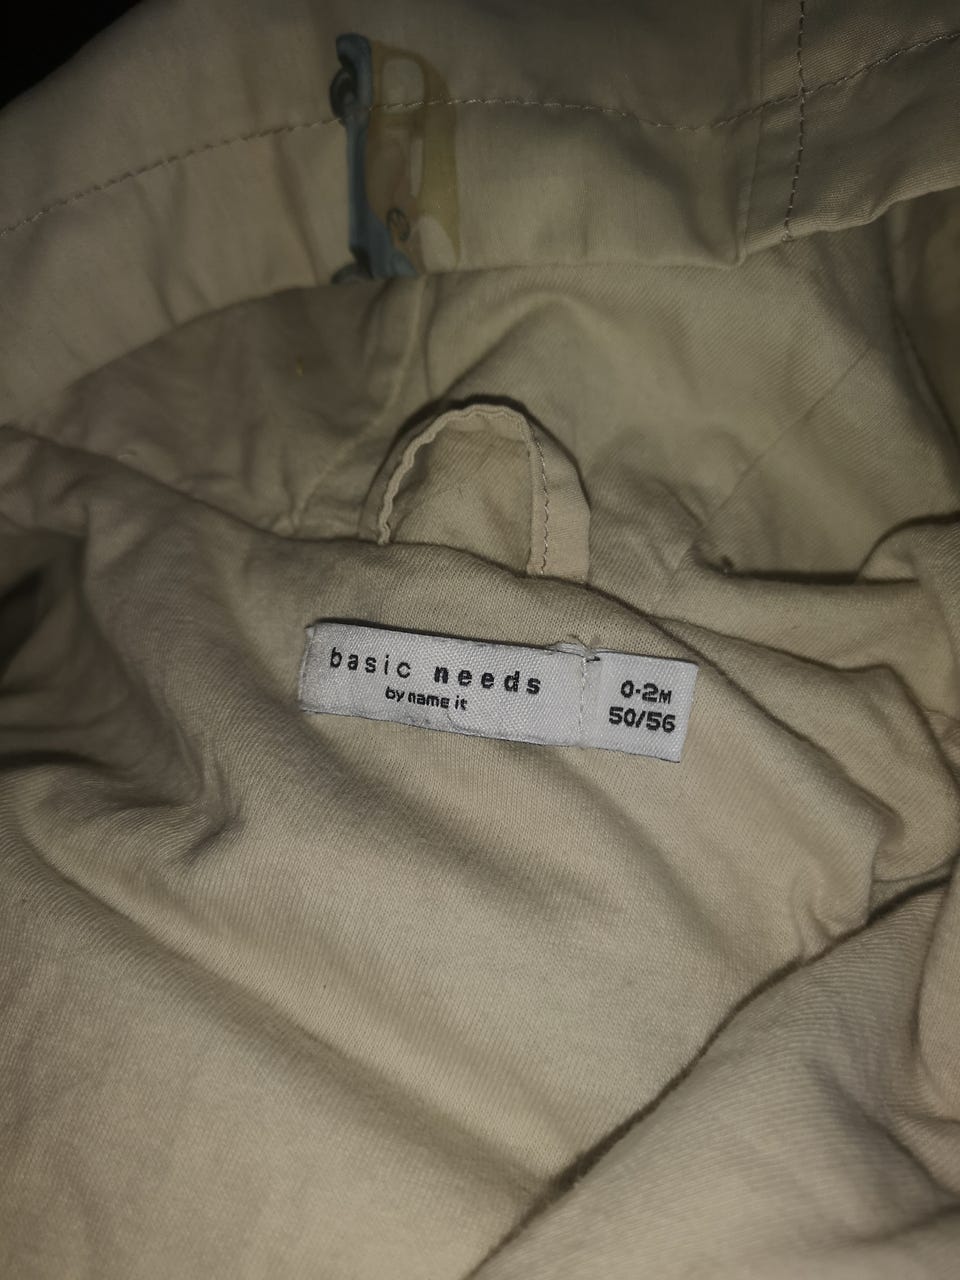 basic needs
by name it
0-2M
50/56